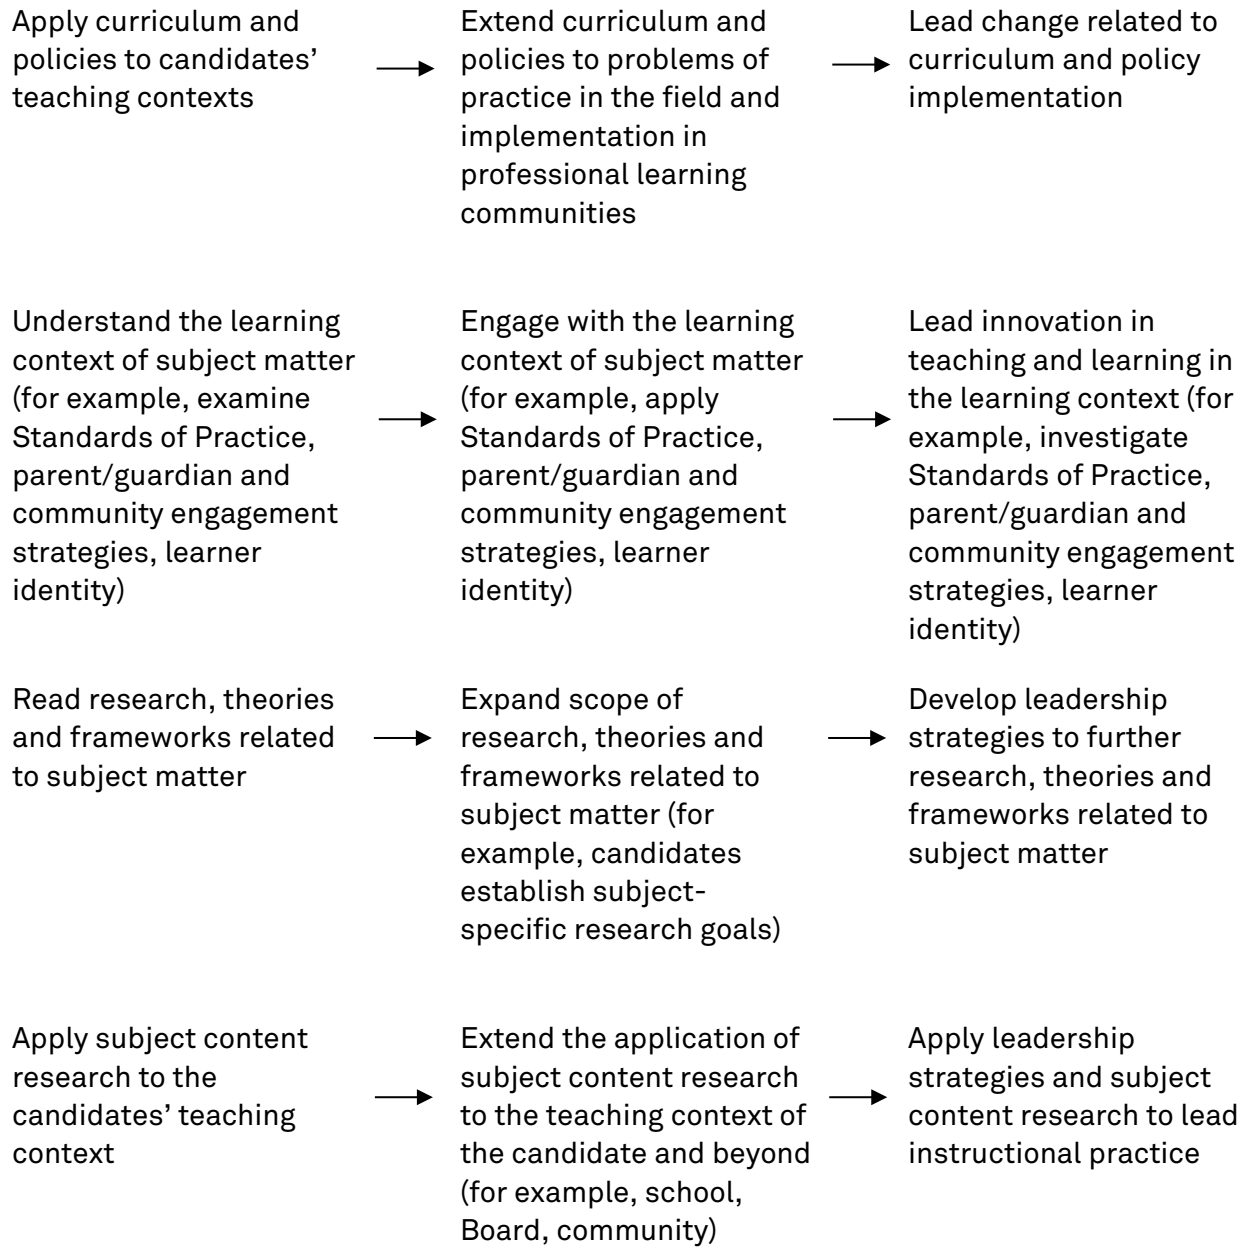 Apply curriculum and
policies to candidates’
teaching contexts
Extend curriculum and
policies to problems of
practice in the field and
implementation in
professional learning
communities
Lead change related to
curriculum and policy
implementation
Understand the learning
context of subject matter
(for example, examine
Standards of Practice,
parent/guardian and
community engagement
strategies, learner
identity)
Engage with the learning
context of subject matter
(for example, apply
Standards of Practice,
parent/guardian and
community engagement
strategies, learner
identity)
Lead innovation in
teaching and learning in
the learning context (for
example, investigate
Standards of Practice,
parent/guardian and
community engagement
strategies, learner
identity)
Read research, theories
and frameworks related
to subject matter
Expand scope of
research, theories and
frameworks related to
subject matter (for
example, candidates
establish subject-
specific research goals)
Develop leadership
strategies to further
research, theories and
frameworks related to
subject matter
Apply subject content
research to the
candidates’ teaching
context
Extend the application of
subject content research
to the teaching context of
the candidate and beyond
(for example, school,
Board, community)
Apply leadership
strategies and subject
content research to lead
instructional practice